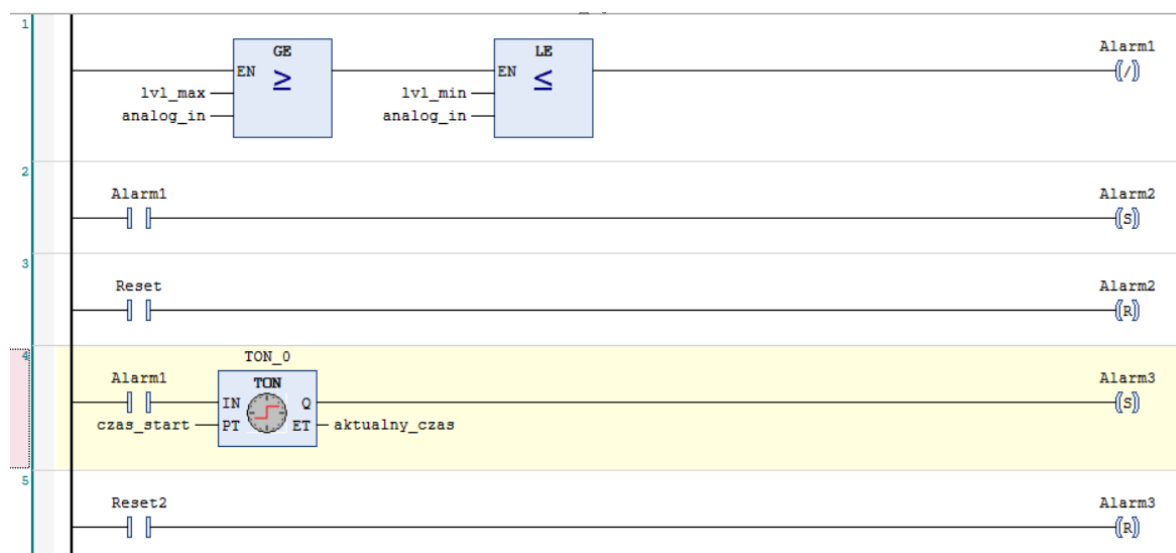 1
GE
LE
Alarm1
EN ≥
EN ≤
(/)
lvl_max
lvl_min
analog_in
analog_in
2
Alarm1
Alarm2
(S)
3
Reset
Alarm2
(R)
4
TON_0
Alarm1
TON
Alarm3
IN Q
(S)
czas_start
PT ET
aktualny_czas
5
Reset2
Alarm3
(R)